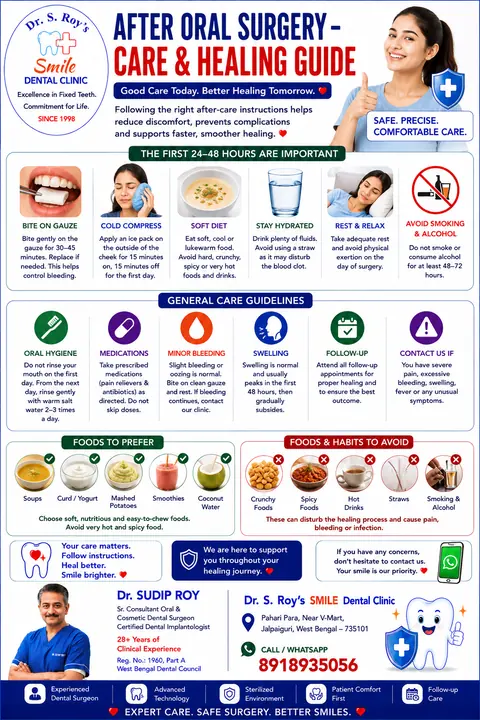 Dr. S. Roy's
Smile
DENTAL CLINIC
Excellence in Fixed Teeth.
Commitment for Life.
SINCE 1998
AFTER ORAL SURGERY –
CARE & HEALING GUIDE
Good Care Today. Better Healing Tomorrow.
Following the right after-care instructions helps
reduce discomfort, prevents complications
and supports faster, smoother healing.
SAFE. PRECISE.
COMFORTABLE CARE.
THE FIRST 24–48 HOURS ARE IMPORTANT
BITE ON GAUZE
Bite gently on the
gauze for 30–45
minutes. Replace if
needed. This helps
control bleeding.
COLD COMPRESS
Apply an ice pack on
the outside of the
cheek for 15 minutes
on, 15 minutes off
for the first day.
SOFT DIET
Eat soft, cool or
lukewarm food.
Avoid hard, crunchy,
spicy or very hot
foods and drinks.
STAY HYDRATED
Drink plenty of fluids.
Avoid using a straw
as it may disturb
the blood clot.
REST & RELAX
Take adequate rest
and avoid physical
exertion on the
day of surgery.
AVOID SMOKING
& ALCOHOL
Do not smoke or
consume alcohol
for at least 48–72
hours.
GENERAL CARE GUIDELINES
ORAL HYGIENE
Do not rinse your
mouth on the first day.
From the next
day, rinse gently
with warm salt
water 2–3 times
a day.
MEDICATIONS
Take prescribed
medications
(pain relievers &
antibiotics) as
directed. Do not
skip doses.
MINOR BLEEDING
Slight bleeding or
oozing is normal.
Bite on clean gauze
and rest. If bleeding
continues, contact
our clinic.
SWELLING
Swelling is normal
and usually
peaks in the first
48 hours, then
gradually
subsides.
FOLLOW-UP
Attend all follow-up
appointments for
proper healing and
to ensure the best
outcome.
CONTACT US IF
You have severe
pain, excessive
bleeding, swelling,
fever or any unusual
symptoms.
FOODS TO PREFER
Soups
Curd / Yogurt
Mashed
Potatoes
Smoothies
Coconut
Water
Choose soft, nutritious and easy-to-chew foods.
Avoid very hot and spicy food.
FOODS & HABITS TO AVOID
Crunchy
Foods
Spicy
Foods
Hot
Drinks
Straws
Smoking &
Alcohol
These can disturb the healing process and cause pain,
bleeding or infection.
Your care matters.
Follow instructions.
Heal better.
Smile brighter.
We are here to support
you throughout your
healing journey.
If you have any concerns,
don't hesitate to contact us.
Your smile is our priority.
Dr. SUDIP ROY
Sr. Consultant Oral &
Cosmetic Dental Surgeon
Certified Dental Implantologist
28+ Years of
Clinical Experience
Reg. No.: 1960, Part A
West Bengal Dental Council
Dr. S. Roy's SMILE Dental Clinic
Pahari Para, Near V-Mart,
Jalpaiguri, West Bengal – 735101
CALL / WHATSAPP
8918935056
Experienced
Dental Surgeon
Advanced
Technology
Sterilized
Environment
Patient Comfort
First
Follow-up
Care
EXPERT CARE. SAFE SURGERY. BETTER SMILES.